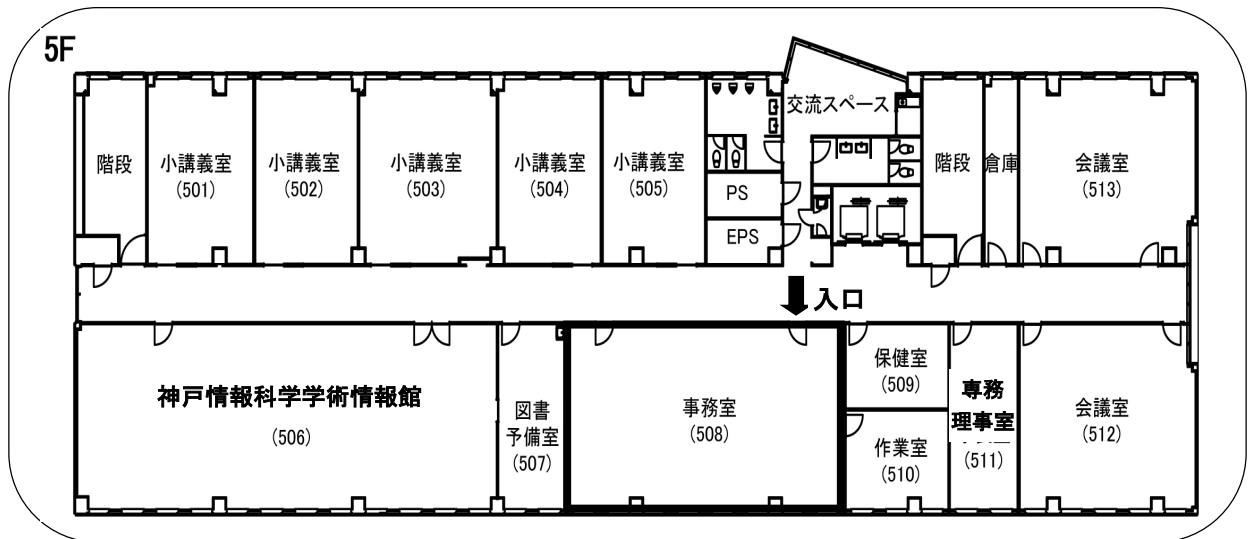 5F
交流スペース
階段
小講義室
(501)
小講義室
(502)
小講義室
(503)
小講義室
(504)
小講義室
(505)
PS
EPS
階段
倉庫
会議室
(513)
入口
神戸情報科学学術情報館
(506)
図書
予備室
(507)
事務室
(508)
保健室
(509)
作業室
(510)
専務
理事室
(511)
会議室
(512)